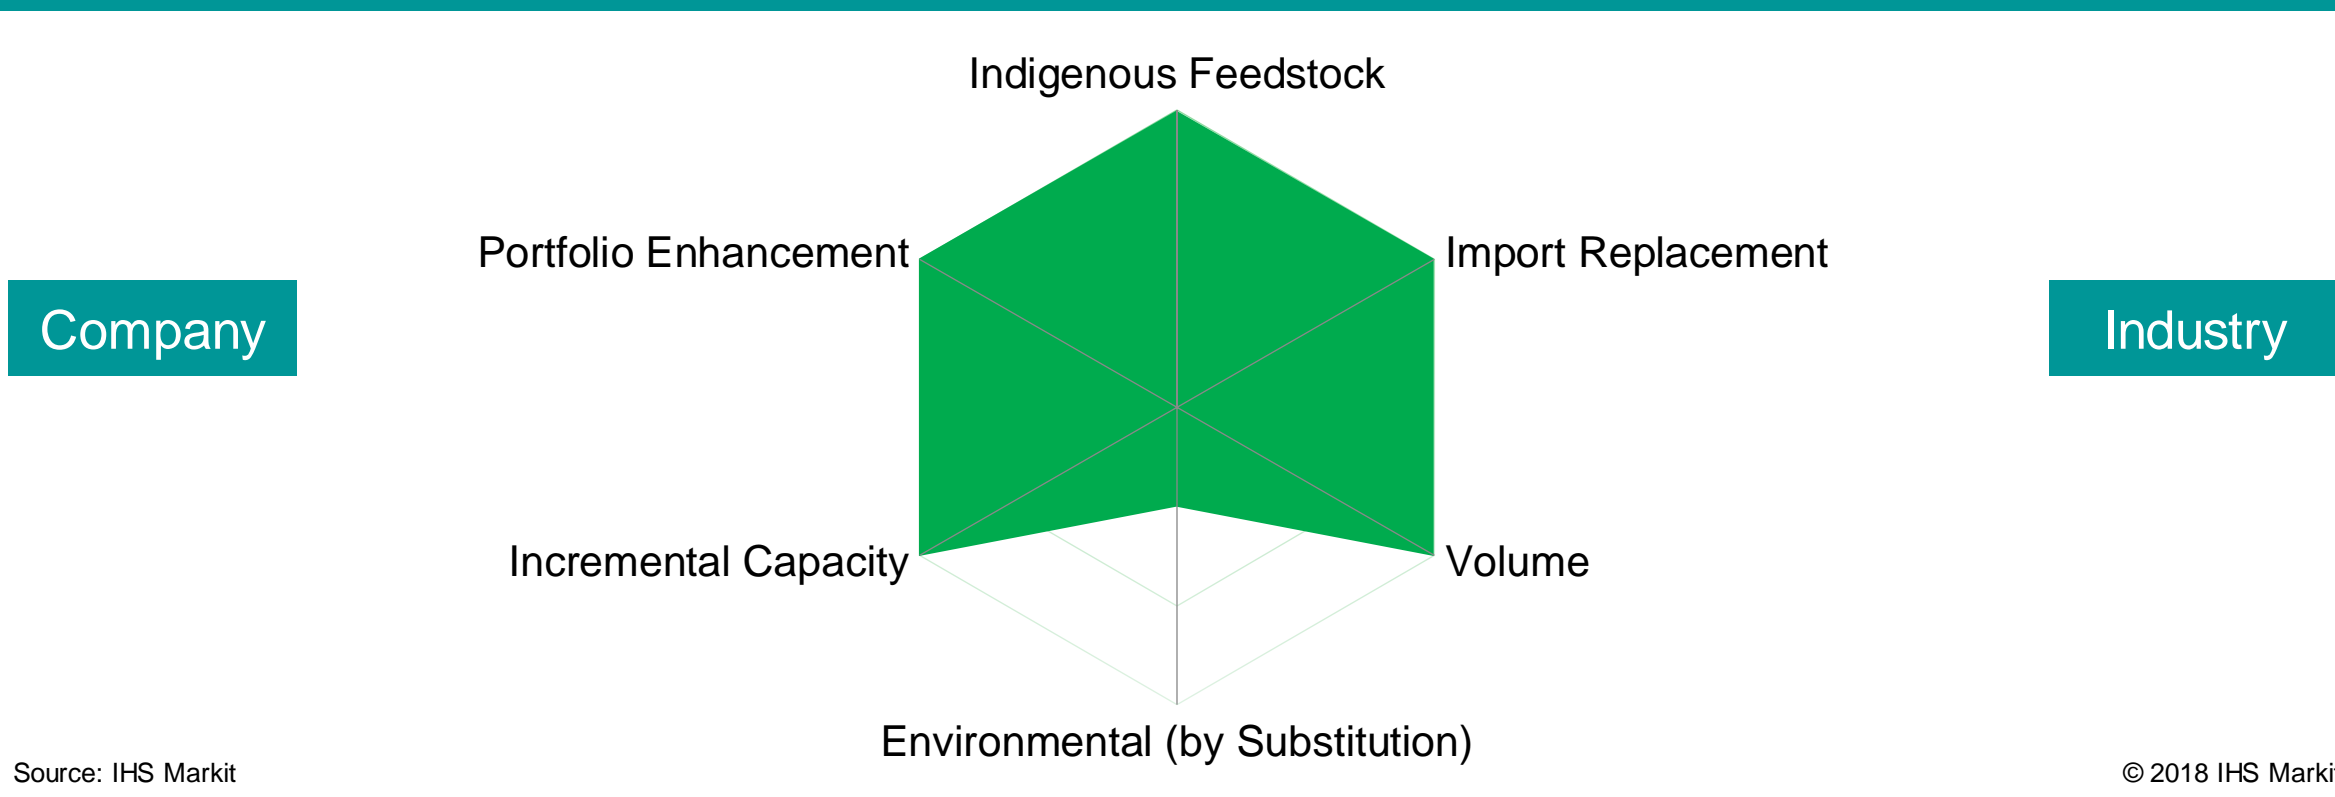 Indigenous Feedstock
Portfolio Enhancement
Import Replacement
Company
Industry
Incremental Capacity
Volume
Environmental (by Substitution)
Source: IHS Markit
© 2018 IHS Markit